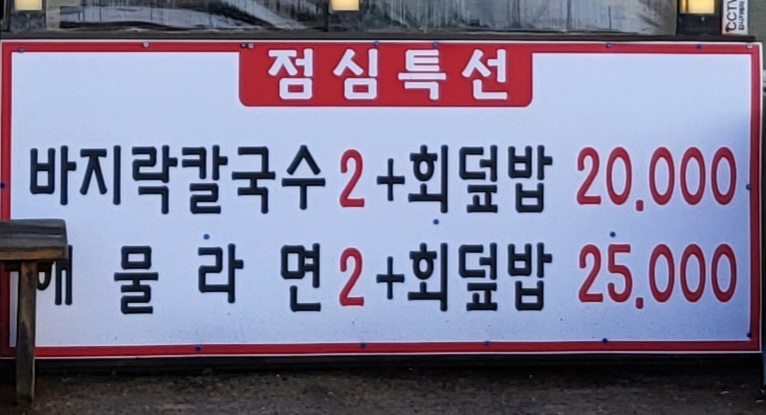 점심특선
바지락칼국수 2+회덮밥 20.000
해 물 라 면 2+회덮밥 25.000
CCTV